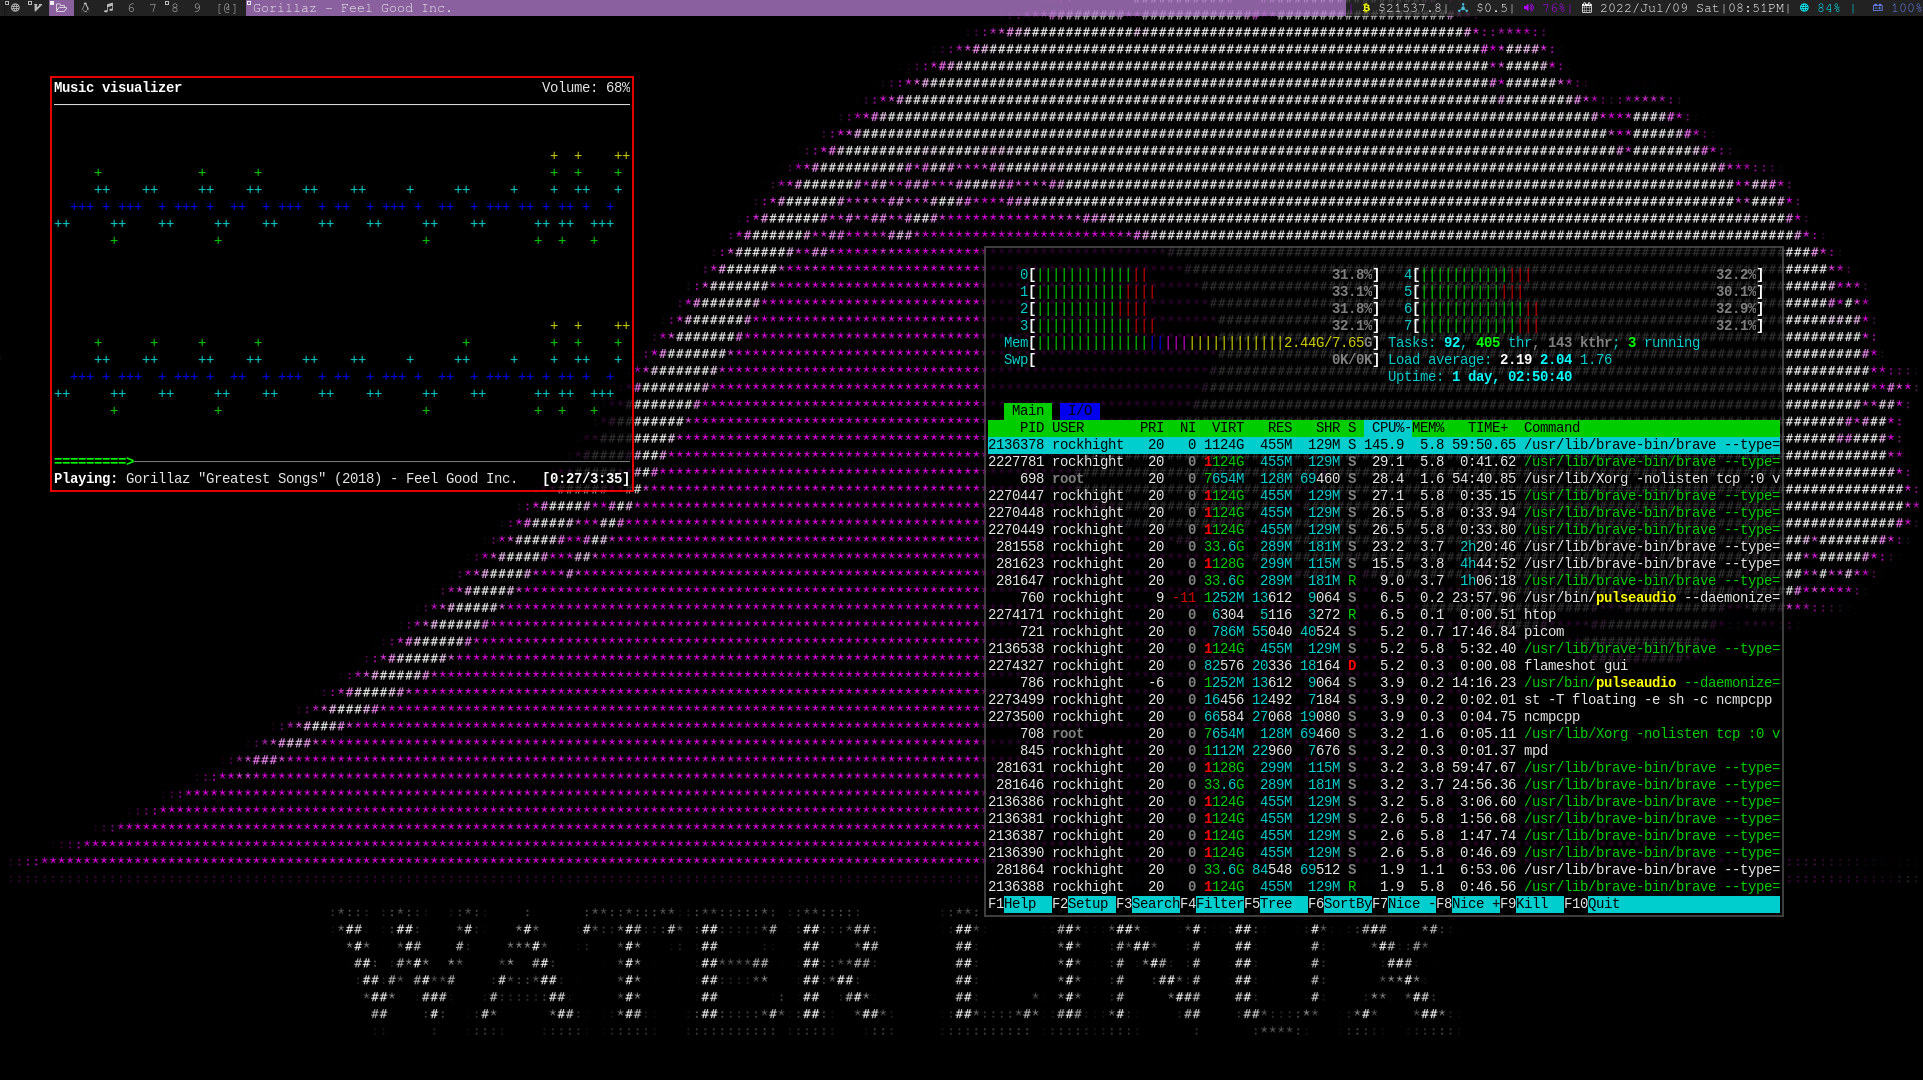 6 7 8 9 [@] Gorillaz - Feel Good Inc. $21537.8| $0.5| 76%| 2022/Jul/09 Sat|08:51PM| 84% | 100%
Music visualizer Volume: 68%
=========>
Playing: Gorillaz "Greatest Songs" (2018) - Feel Good Inc. [0:27/3:35]
0[ 31.8%] 4[ 32.2%]
1[ 33.1%] 5[ 30.1%]
2[ 31.8%] 6[ 32.9%]
3[ 32.1%] 7[ 32.1%]
Mem[ 2.44G/7.65G] Tasks: 92, 405 thr, 143 kthr; 3 running
Swp[ 0K/0K] Load average: 2.19 2.04 1.76
Uptime: 1 day, 02:50:40
Main I/O
PID USER PRI NI VIRT RES SHR S CPU%-MEM% TIME+ Command
2136378 rockhight 20 0 1124G 455M 129M S 145.9 5.8 59:50.65 /usr/lib/brave-bin/brave --type=
2227781 rockhight 20 0 1124G 455M 129M S 29.1 5.8 0:41.62 /usr/lib/brave-bin/brave --type=
698 root 20 0 7654M 128M 69460 S 28.4 1.6 54:40.85 /usr/lib/Xorg -nolisten tcp :0 v
2270447 rockhight 20 0 1124G 455M 129M S 27.1 5.8 0:35.15 /usr/lib/brave-bin/brave --type=
2270448 rockhight 20 0 1124G 455M 129M S 26.5 5.8 0:33.94 /usr/lib/brave-bin/brave --type=
2270449 rockhight 20 0 1124G 455M 129M S 26.5 5.8 0:33.80 /usr/lib/brave-bin/brave --type=
281558 rockhight 20 0 33.6G 289M 181M S 23.2 3.7 2h20:46 /usr/lib/brave-bin/brave --type=
281623 rockhight 20 0 1128G 299M 115M S 15.5 3.8 4h44:52 /usr/lib/brave-bin/brave --type=
281647 rockhight 20 0 33.6G 289M 181M R 9.0 3.7 1h06:18 /usr/lib/brave-bin/brave --type=
760 rockhight 9 -11 1252M 13612 9064 S 6.5 0.2 23:57.96 /usr/bin/pulseaudio --daemonize=
2274171 rockhight 20 0 6304 5116 3272 R 6.5 0.1 0:00.51 htop
721 rockhight 20 0 786M 55040 40524 S 5.2 0.7 17:46.84 picom
2136538 rockhight 20 0 1124G 455M 129M S 5.2 5.8 5:32.40 /usr/lib/brave-bin/brave --type=
2274327 rockhight 20 0 82576 20336 18164 D 5.2 0.3 0:00.08 flameshot gui
786 rockhight -6 0 1252M 13612 9064 S 3.9 0.2 14:16.23 /usr/bin/pulseaudio --daemonize=
2273499 rockhight 20 0 16456 12492 7184 S 3.9 0.2 0:02.01 st -T floating -e sh -c ncmpcpp
2273500 rockhight 20 0 66584 27068 19080 S 3.9 0.3 0:04.75 ncmpcpp
708 root 20 0 7654M 128M 69460 S 3.2 1.6 0:05.11 /usr/lib/Xorg -nolisten tcp :0 v
845 rockhight 20 0 1112M 22960 7676 S 3.2 0.3 0:01.37 mpd
281631 rockhight 20 0 1128G 299M 115M S 3.2 3.8 59:47.67 /usr/lib/brave-bin/brave --type=
281646 rockhight 20 0 33.6G 289M 181M S 3.2 3.7 24:56.36 /usr/lib/brave-bin/brave --type=
2136386 rockhight 20 0 1124G 455M 129M S 3.2 5.8 3:06.60 /usr/lib/brave-bin/brave --type=
2136381 rockhight 20 0 1124G 455M 129M S 2.6 5.8 1:56.68 /usr/lib/brave-bin/brave --type=
2136387 rockhight 20 0 1124G 455M 129M S 2.6 5.8 1:47.74 /usr/lib/brave-bin/brave --type=
2136390 rockhight 20 0 1124G 455M 129M S 2.6 5.8 0:46.69 /usr/lib/brave-bin/brave --type=
281864 rockhight 20 0 33.6G 84548 69512 S 1.9 1.1 6:53.06 /usr/lib/brave-bin/brave --type=
2136388 rockhight 20 0 1124G 455M 129M R 1.9 5.8 0:46.56 /usr/lib/brave-bin/brave --type=
F1Help F2Setup F3SearchF4FilterF5Tree F6SortByF7Nice -F8Nice +F9Kill F10Quit
WATER LINUX